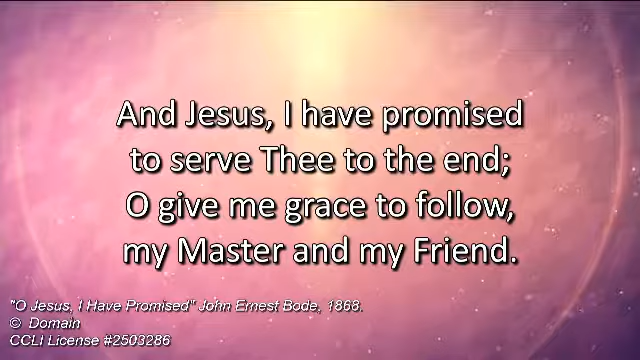 And Jesus, I have promised
to serve Thee to the end;
O give me grace to follow,
my Master and my Friend.
"O Jesus, I Have Promised" John Ernest Bode, 1868.
© Domain
CCLI License #2503286